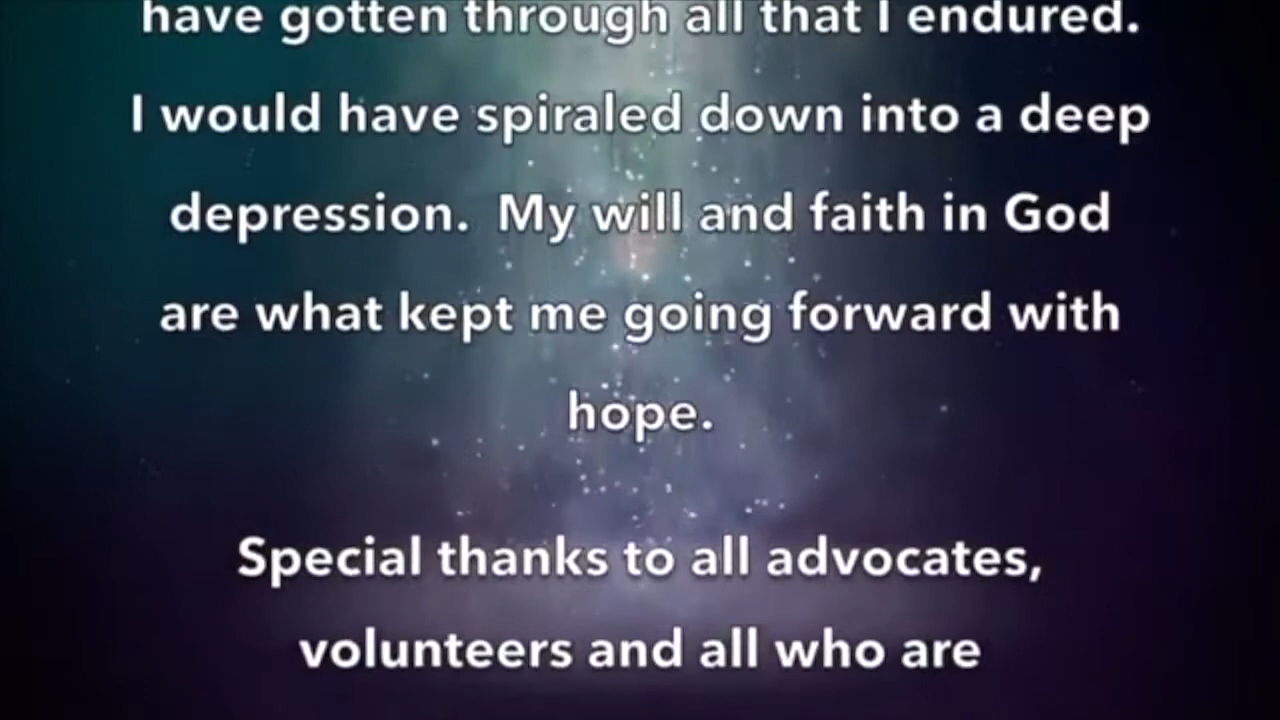 have gotten through all that I endured.
I would have spiraled down into a deep
depression.  My will and faith in God
are what kept me going forward with
hope.
Special thanks to all advocates,
volunteers and all who are